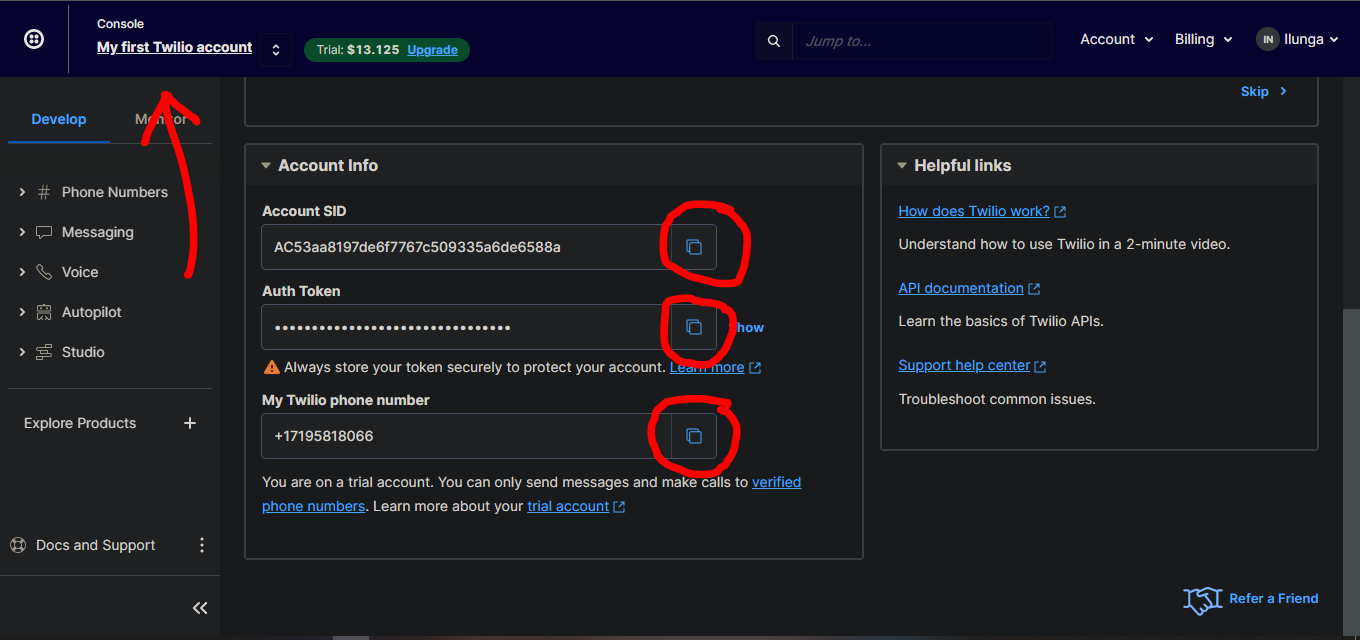 Console
My first Twilio account
Trial: $13.125 Upgrade
Jump to...
Account
Billing
IN Ilunga
Develop
Monitor
Phone Numbers
Messaging
Voice
Autopilot
Studio
Explore Products
Docs and Support
Skip
Account Info
Account SID
AC53aa8197de6f7767c509335a6de6588a
Auth Token
••••••••••••••••••••••••••••••••
how
Always store your token securely to protect your account. Learn more
My Twilio phone number
+17195818066
You are on a trial account. You can only send messages and make calls to verified
phone numbers. Learn more about your trial account
Helpful links
How does Twilio work?
Understand how to use Twilio in a 2-minute video.
API documentation
Learn the basics of Twilio APIs.
Support help center
Troubleshoot common issues.
Refer a Friend